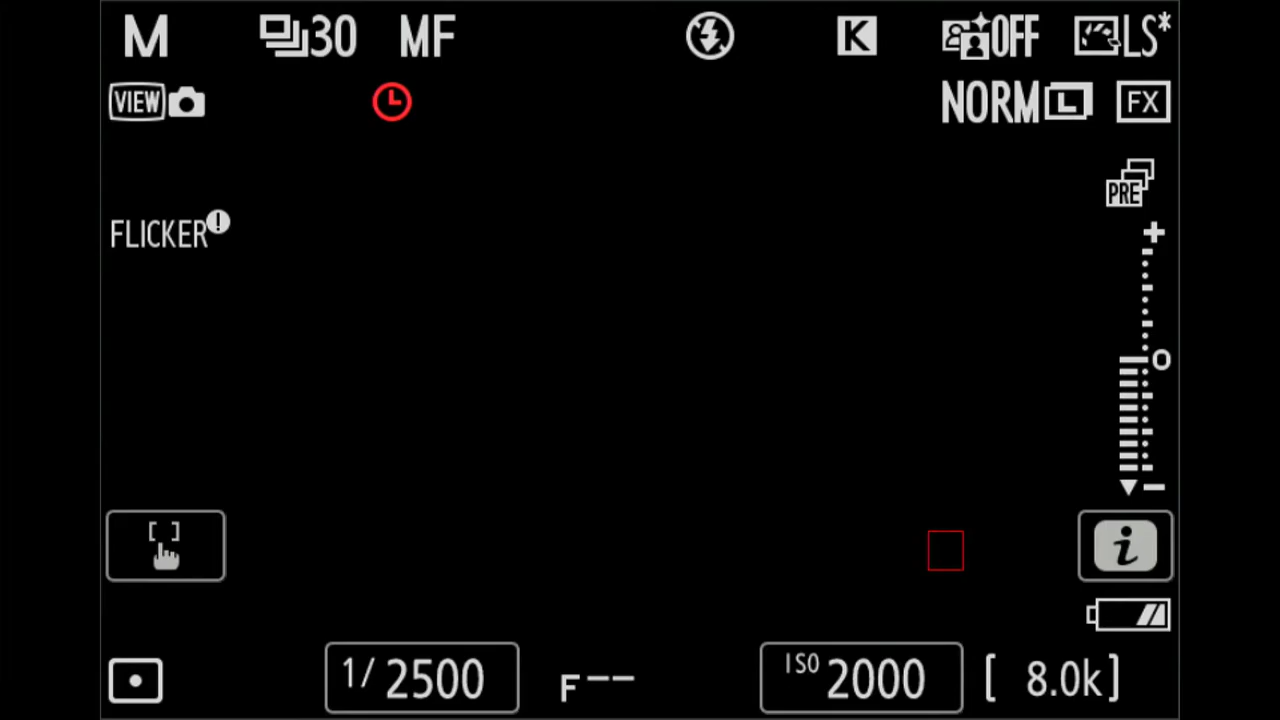 M 30 MF K OFF LS*
VIEW NORM L FX
PRE
FLICKER!
+
0
−
i
1/2500 F-- ISO 2000 [ 8.0k]